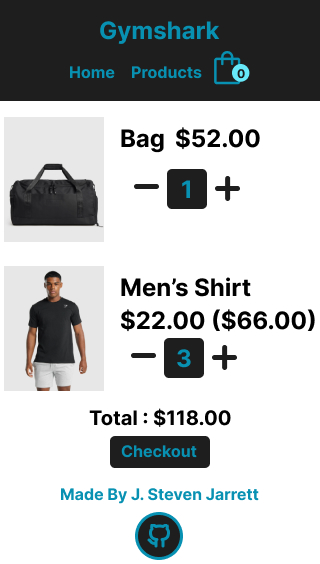 Gymshark
Home Products 0
Bag $52.00
1
Men’s Shirt
$22.00 ($66.00)
3
Total : $118.00
Checkout
Made By J. Steven Jarrett